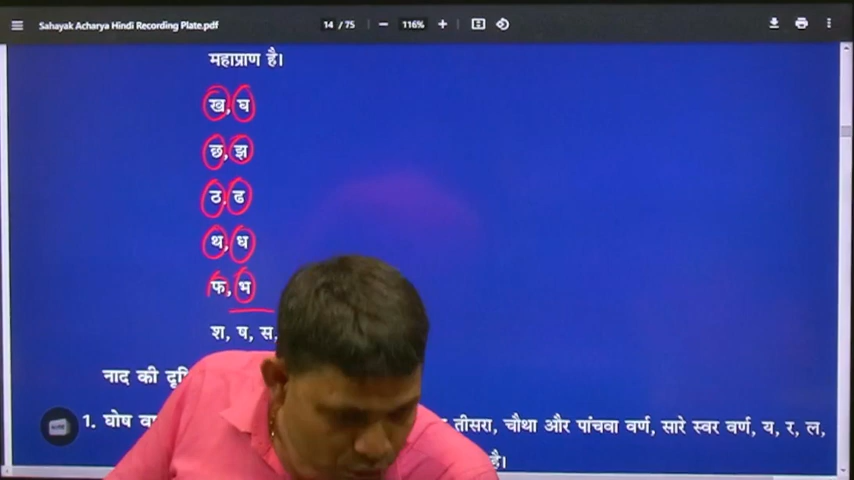 Sahayak Acharya Hindi Recording Plate.pdf
14 / 75
116%
महाप्राण है।
ख, घ
छ, झ
ठ, ढ
थ, ध
फ, भ
श, ष, स,
नाद की
1. घोष तीसरा, चौथा और पांचवा वर्ण, सारे स्वर वर्ण, य, र, ल,
है।